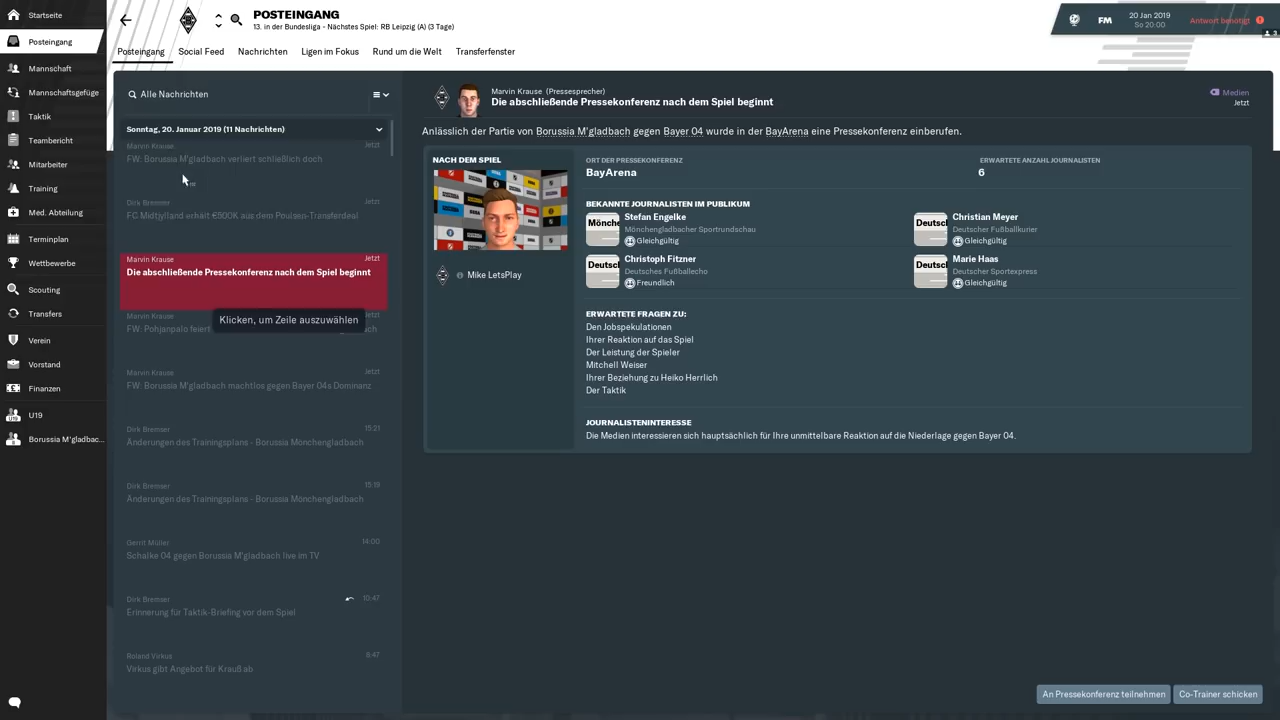 Startseite
Posteingang
Mannschaft
Mannschaftsgefüge
Taktik
Teambericht
Mitarbeiter
Training
Med. Abteilung
Terminplan
Wettbewerbe
Scouting
Transfers
Verein
Vorstand
Finanzen
U19
Borussia M'gladbac...
POSTEINGANG
13. in der Bundesliga - Nächstes Spiel: RB Leipzig (A) (3 Tage)
FM
20 Jan 2019
So 20:00
Antwort benötigt
3
Posteingang Social Feed Nachrichten Ligen im Fokus Rund um die Welt Transferfenster
Alle Nachrichten
Sonntag, 20. Januar 2019 (11 Nachrichten)
Marvin Krause Jetzt
FW: Borussia M'gladbach verliert schließlich doch
Dirk Bremser Jetzt
FC Midtjylland erhält €500K aus dem Poulsen-Transferdeal
Marvin Krause Jetzt
Die abschließende Pressekonferenz nach dem Spiel beginnt
Marvin Krause Jetzt
FW: Pohjanpalo feiert
Klicken, um Zeile auszuwählen
Marvin Krause Jetzt
FW: Borussia M'gladbach machtlos gegen Bayer 04s Dominanz
Dirk Bremser 15:21
Änderungen des Trainingsplans - Borussia Mönchengladbach
Dirk Bremser 15:19
Änderungen des Trainingsplans - Borussia Mönchengladbach
Gerrit Müller 14:00
Schalke 04 gegen Borussia M'gladbach live im TV
Dirk Bremser 10:47
Erinnerung für Taktik-Briefing vor dem Spiel
Roland Virkus 8:47
Virkus gibt Angebot für Krauß ab
Marvin Krause (Pressesprecher)
Die abschließende Pressekonferenz nach dem Spiel beginnt
Medien
Jetzt
Anlässlich der Partie von Borussia M'gladbach gegen Bayer 04 wurde in der BayArena eine Pressekonferenz einberufen.
NACH DEM SPIEL
Mike LetsPlay
ORT DER PRESSEKONFERENZ
BayArena
ERWARTETE ANZAHL JOURNALISTEN
6
BEKANNTE JOURNALISTEN IM PUBLIKUM
Mönche
Stefan Engelke
Mönchengladbacher Sportrundschau
Gleichgültig
Deutsc
Christian Meyer
Deutscher Fußballkurier
Gleichgültig
Deutsc
Christoph Fitzner
Deutsches Fußballecho
Freundlich
Deutsc
Marie Haas
Deutscher Sportexpress
Gleichgültig
ERWARTETE FRAGEN ZU:
Den Jobspekulationen
Ihrer Reaktion auf das Spiel
Der Leistung der Spieler
Mitchell Weiser
Ihrer Beziehung zu Heiko Herrlich
Der Taktik
JOURNALISTENINTERESSE
Die Medien interessieren sich hauptsächlich für Ihre unmittelbare Reaktion auf die Niederlage gegen Bayer 04.
An Pressekonferenz teilnehmen
Co-Trainer schicken